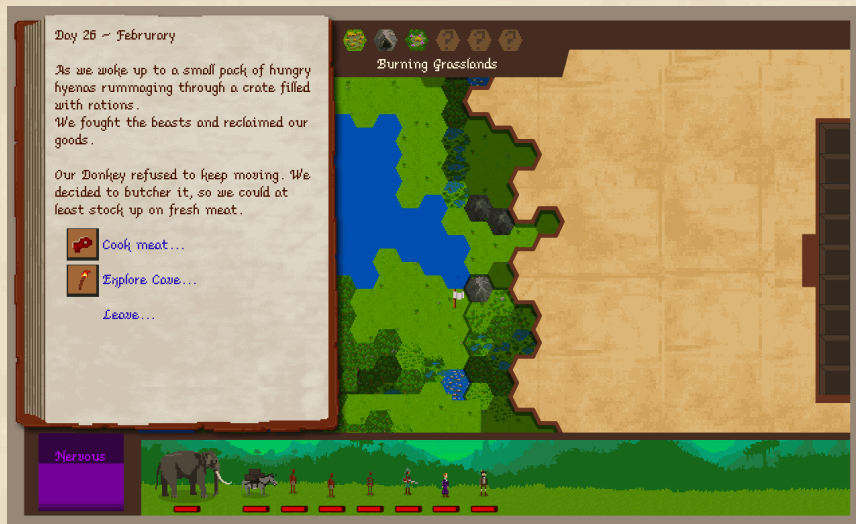 Day 26 ~ Februrary
As we woke up to a small pack of hungry
hyenas rummaging through a crate filled
with rations.
We fought the beasts and reclaimed our
goods.
Our Donkey refused to keep moving. We
decided to butcher it, so we could at
least stock up on fresh meat.
Cook meat...
Explore Cave...
Leave...
? ? ?
Burning Grasslands
Nervous